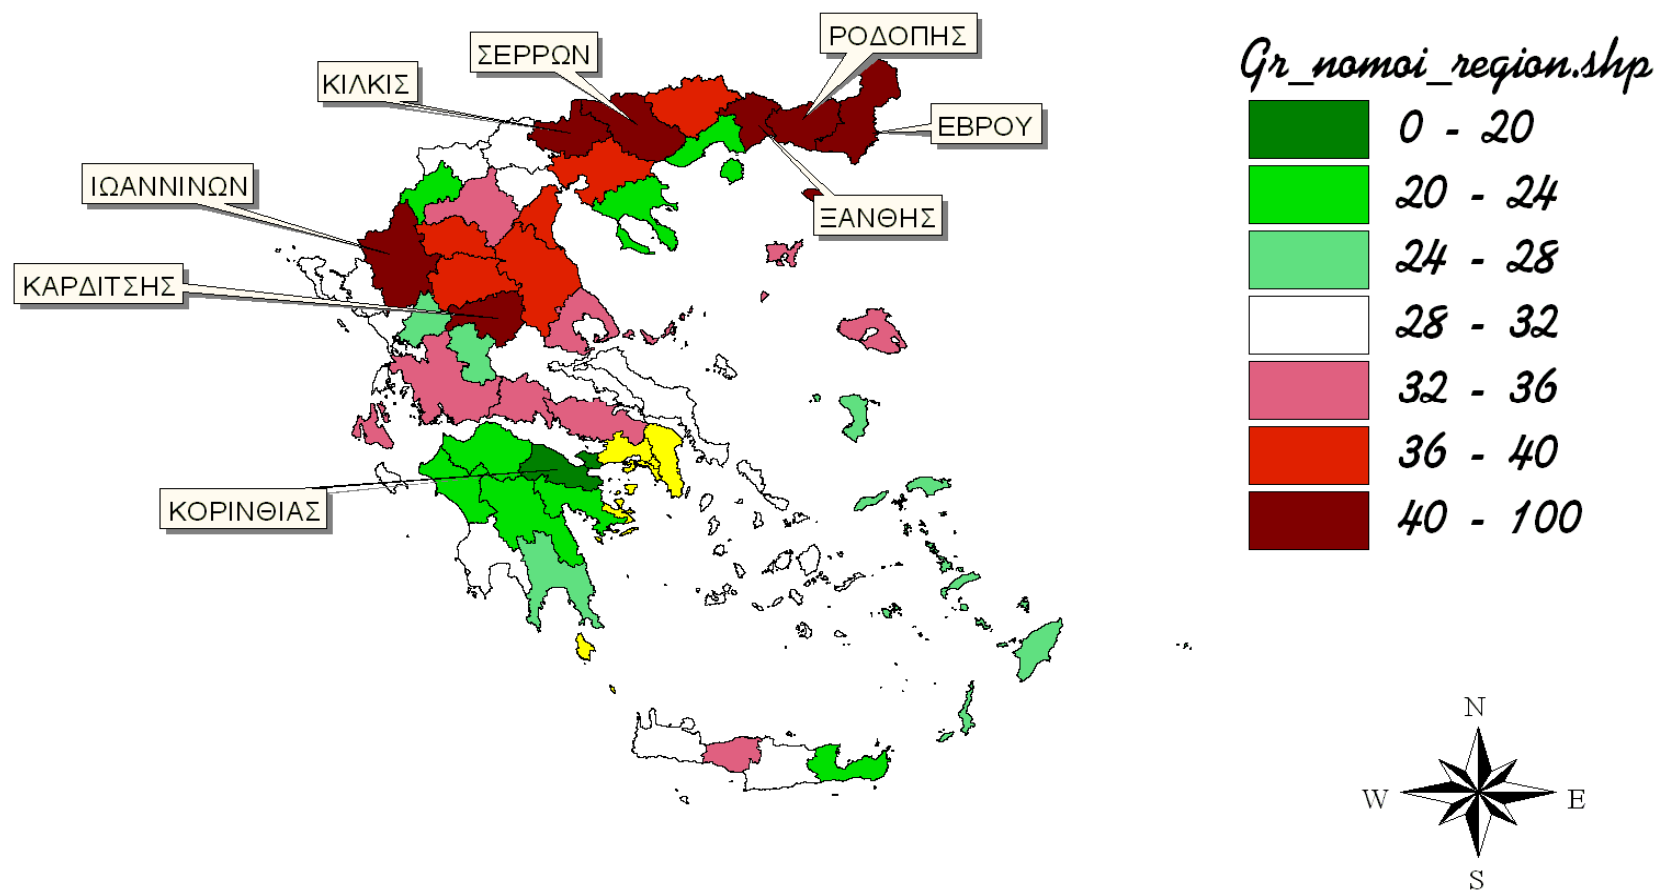 ΡΟΔΟΠΗΣ
ΣΕΡΡΩΝ
ΚΙΛΚΙΣ
ΕΒΡΟΥ
ΙΩΑΝΝΙΝΩΝ
ΞΑΝΘΗΣ
ΚΑΡΔΙΤΣΗΣ
ΚΟΡΙΝΘΙΑΣ
Gr_nomoi_region.shp
0 - 20
20 - 24
24 - 28
28 - 32
32 - 36
36 - 40
40 - 100
N
W E
S